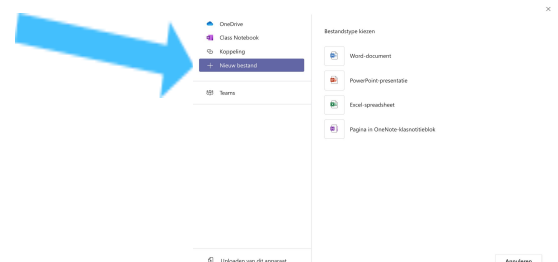 OneDrive
Class Notebook
Koppeling
Nieuw bestand
Teams
Uploaden van dit apparaat
Bestandstype kiezen
Word-document
PowerPoint-presentatie
Excel-spreadsheet
Pagina in OneNote-klasnotitieblok
Annuleren